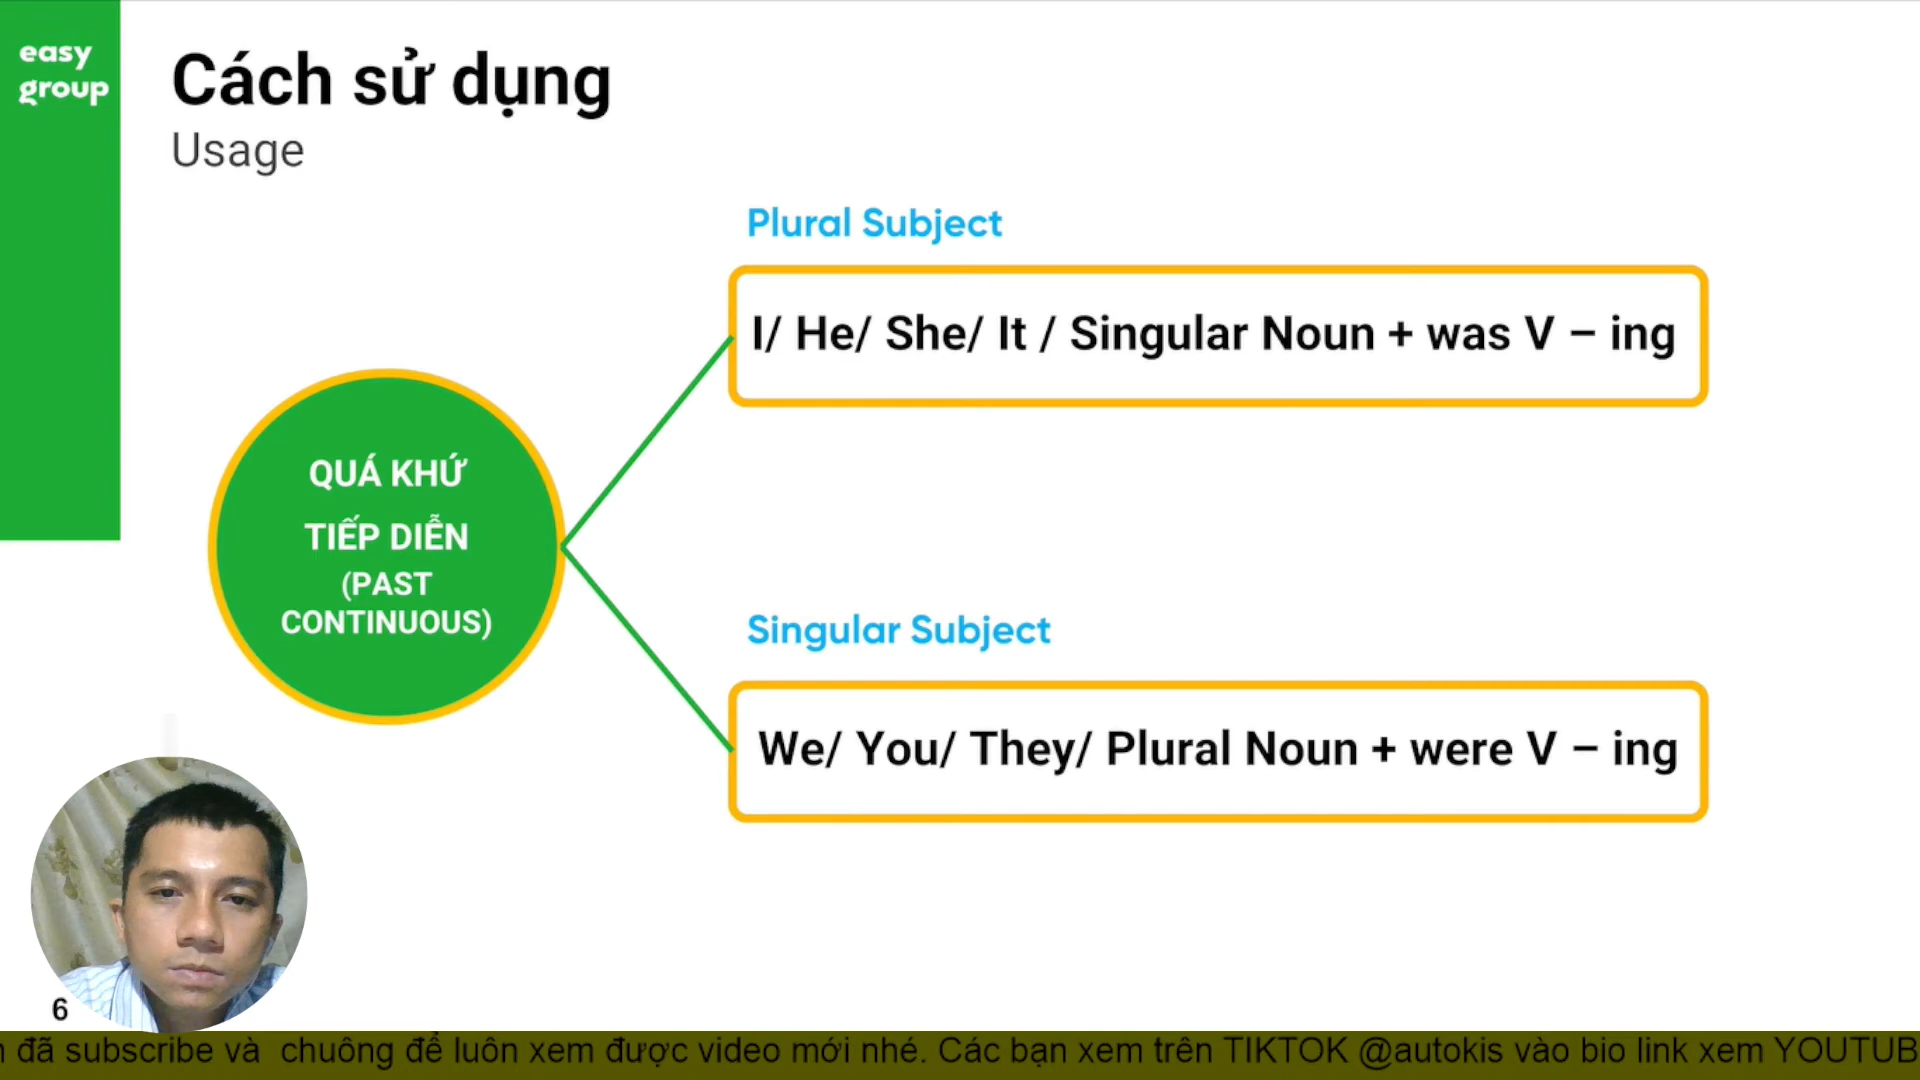 easy
group
Cách sử dụng
Usage
Plural Subject
I/ He/ She/ It / Singular Noun + was V – ing
QUÁ KHỨ
TIẾP DIỄN
(PAST
CONTINUOUS)
Singular Subject
We/ You/ They/ Plural Noun + were V – ing
6
đã subscribe và chuông để luôn xem được video mới nhé. Các bạn xem trên TIKTOK @autokis vào bio link xem YOUTUB